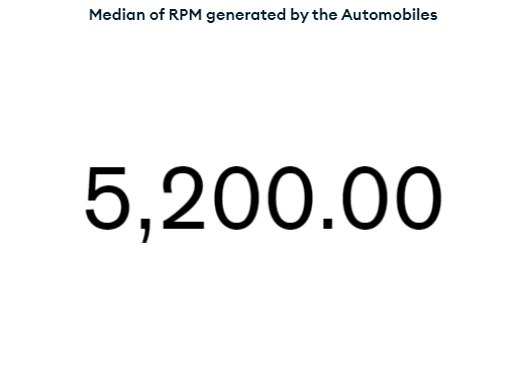 Median of RPM generated by the Automobiles
5,200.00